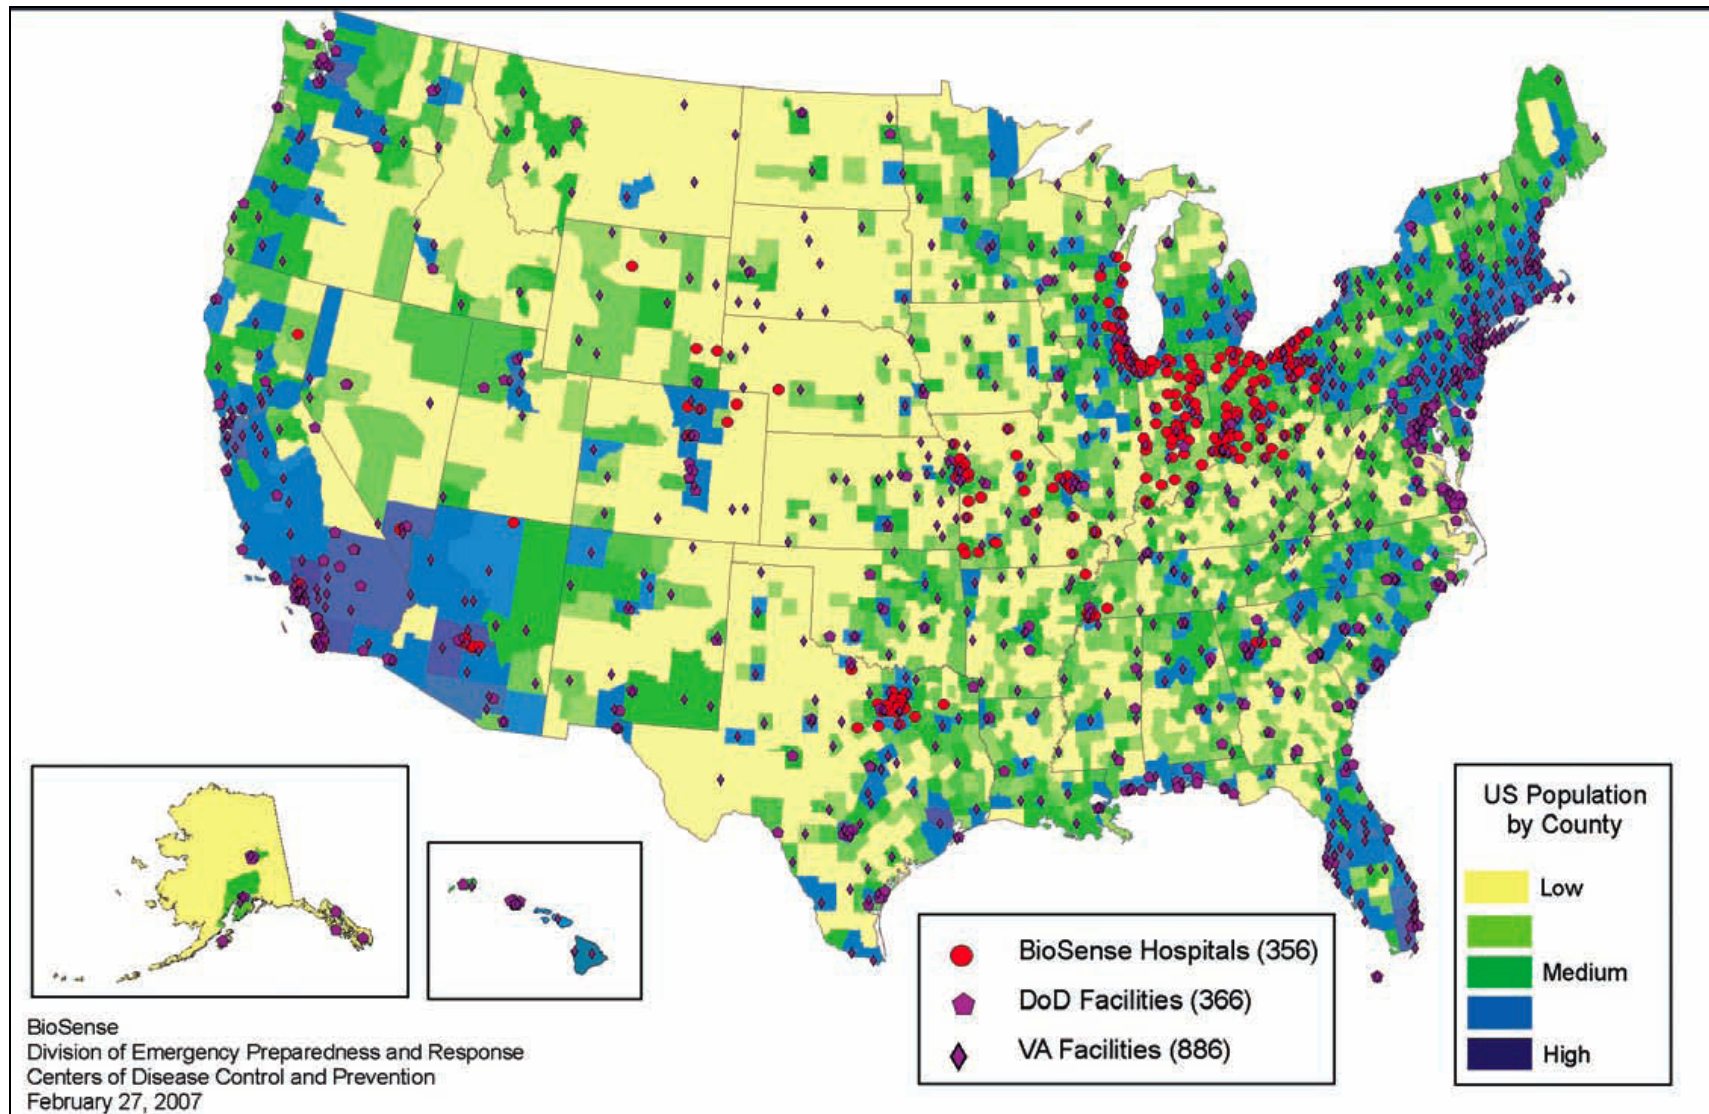 US Population
by County
Low
Medium
High
BioSense Hospitals (356)
DoD Facilities (366)
VA Facilities (886)
BioSense
Division of Emergency Preparedness and Response
Centers of Disease Control and Prevention
February 27, 2007